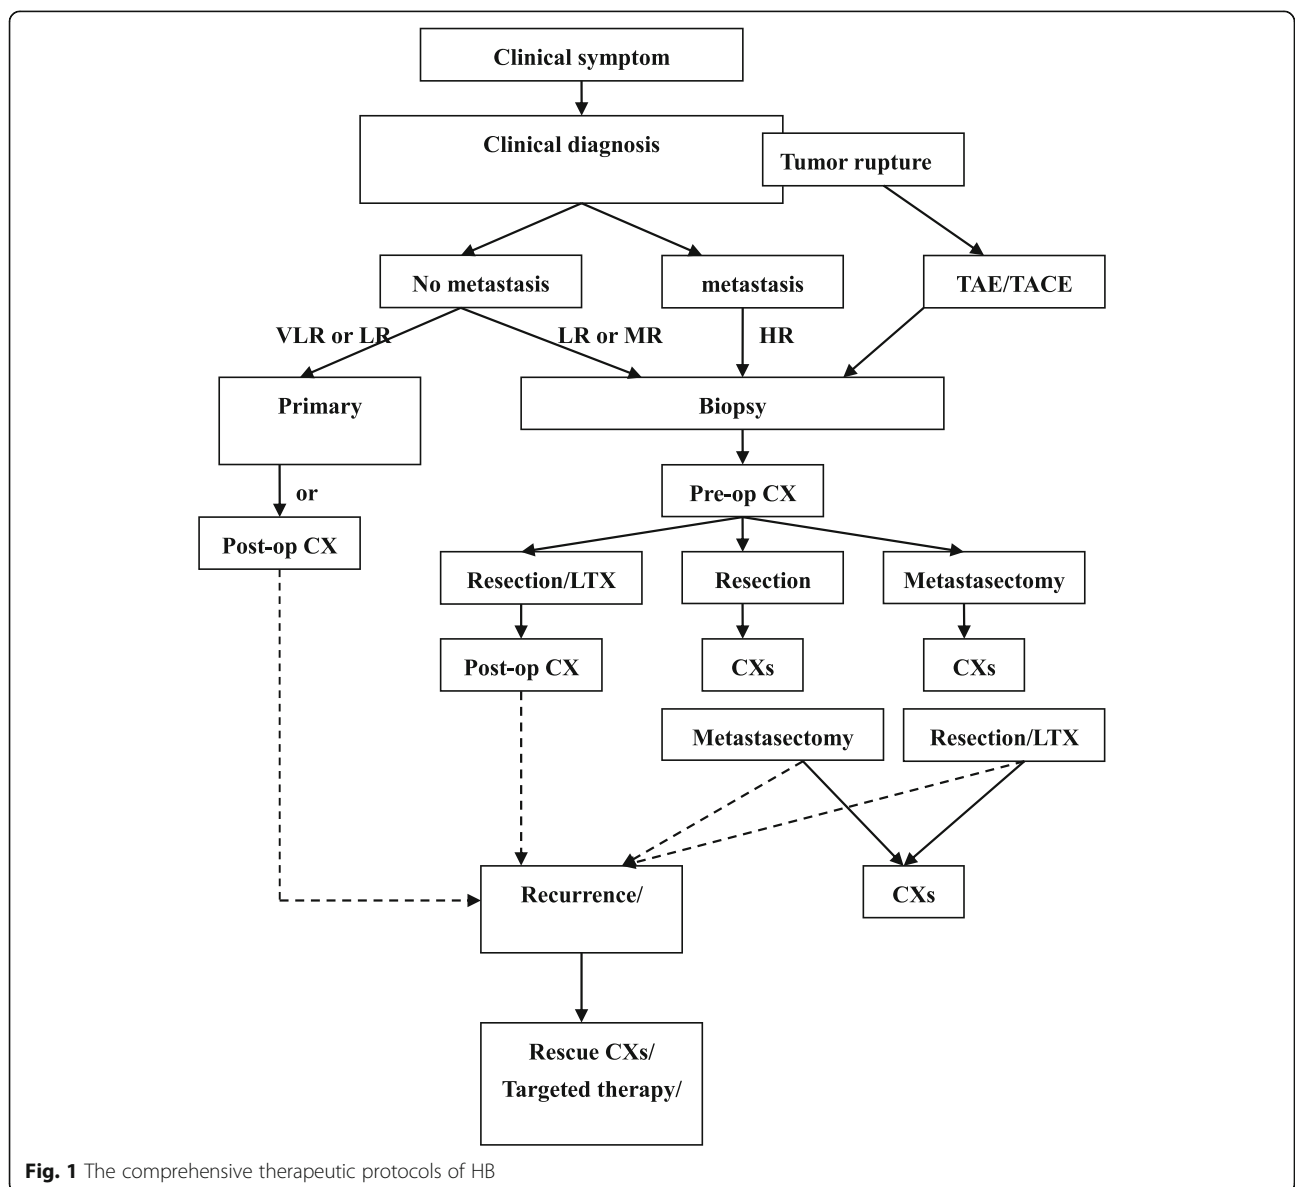 Clinical symptom
Clinical diagnosis
Tumor rupture
No metastasis
metastasis
TAE/TACE
VLR or LR
LR or MR
HR
Primary
Biopsy
or
Pre-op CX
Post-op CX
Resection/LTX
Resection
Metastasectomy
Post-op CX
CXs
CXs
Metastasectomy
Resection/LTX
Recurrence/
CXs
Rescue CXs/
Targeted therapy/
Fig. 1 The comprehensive therapeutic protocols of HB